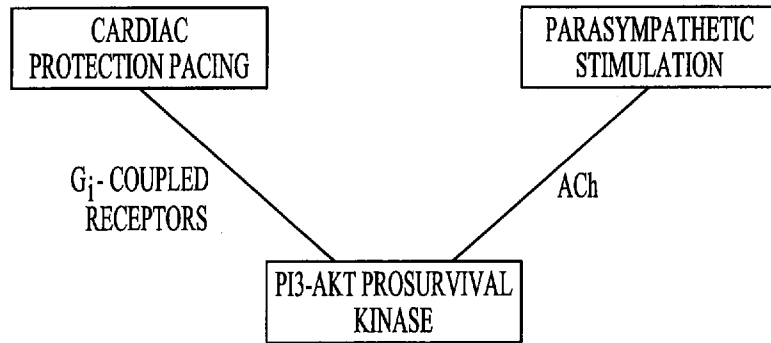 CARDIAC
PROTECTION PACING
PARASYMPATHETIC
STIMULATION
Gi- COUPLED
RECEPTORS
ACh
PI3-AKT PROSURVIVAL
KINASE